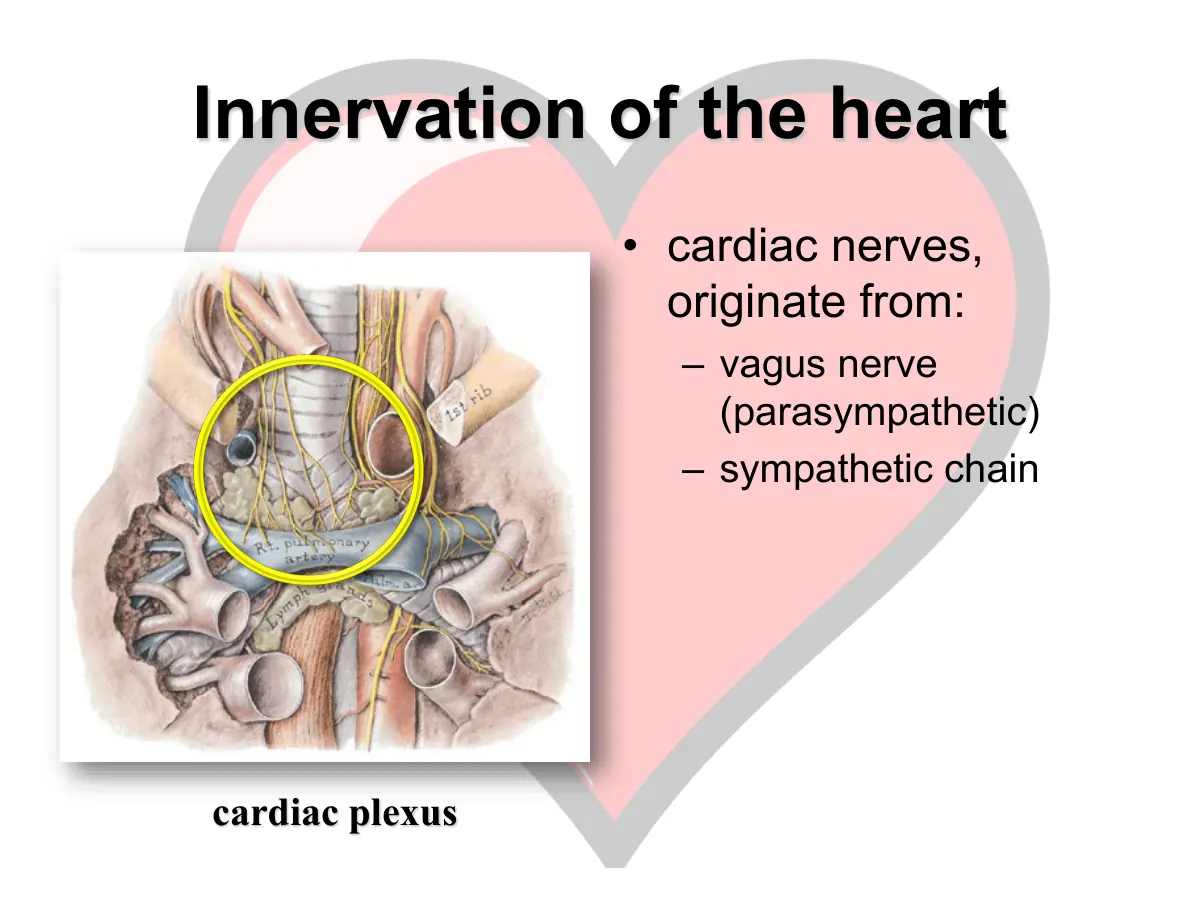 Innervation of the heart
• cardiac nerves,
originate from:
– vagus nerve
(parasympathetic)
– sympathetic chain
1st rib
Rt. pulmonary
artery
Pulm. a.
Lymph glands
cardiac plexus